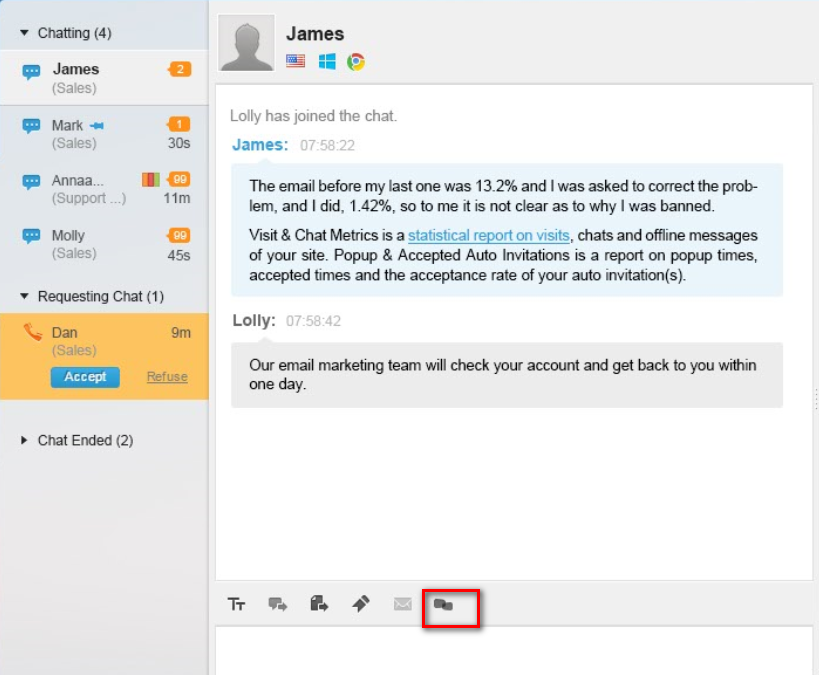 Chatting (4)
James
2
(Sales)
Mark
1
(Sales)
30s
Annaa...
99
(Support ...)
11m
Molly
99
(Sales)
45s
Requesting Chat (1)
Dan
9m
(Sales)
Accept
Refuse
Chat Ended (2)
James
Lolly has joined the chat.
James: 07:58:22
The email before my last one was 13.2% and I was asked to correct the prob-
lem, and I did, 1.42%, so to me it is not clear as to why I was banned.
Visit & Chat Metrics is a statistical report on visits, chats and offline messages
of your site. Popup & Accepted Auto Invitations is a report on popup times,
accepted times and the acceptance rate of your auto invitation(s).
Lolly: 07:58:42
Our email marketing team will check your account and get back to you within
one day.
TT